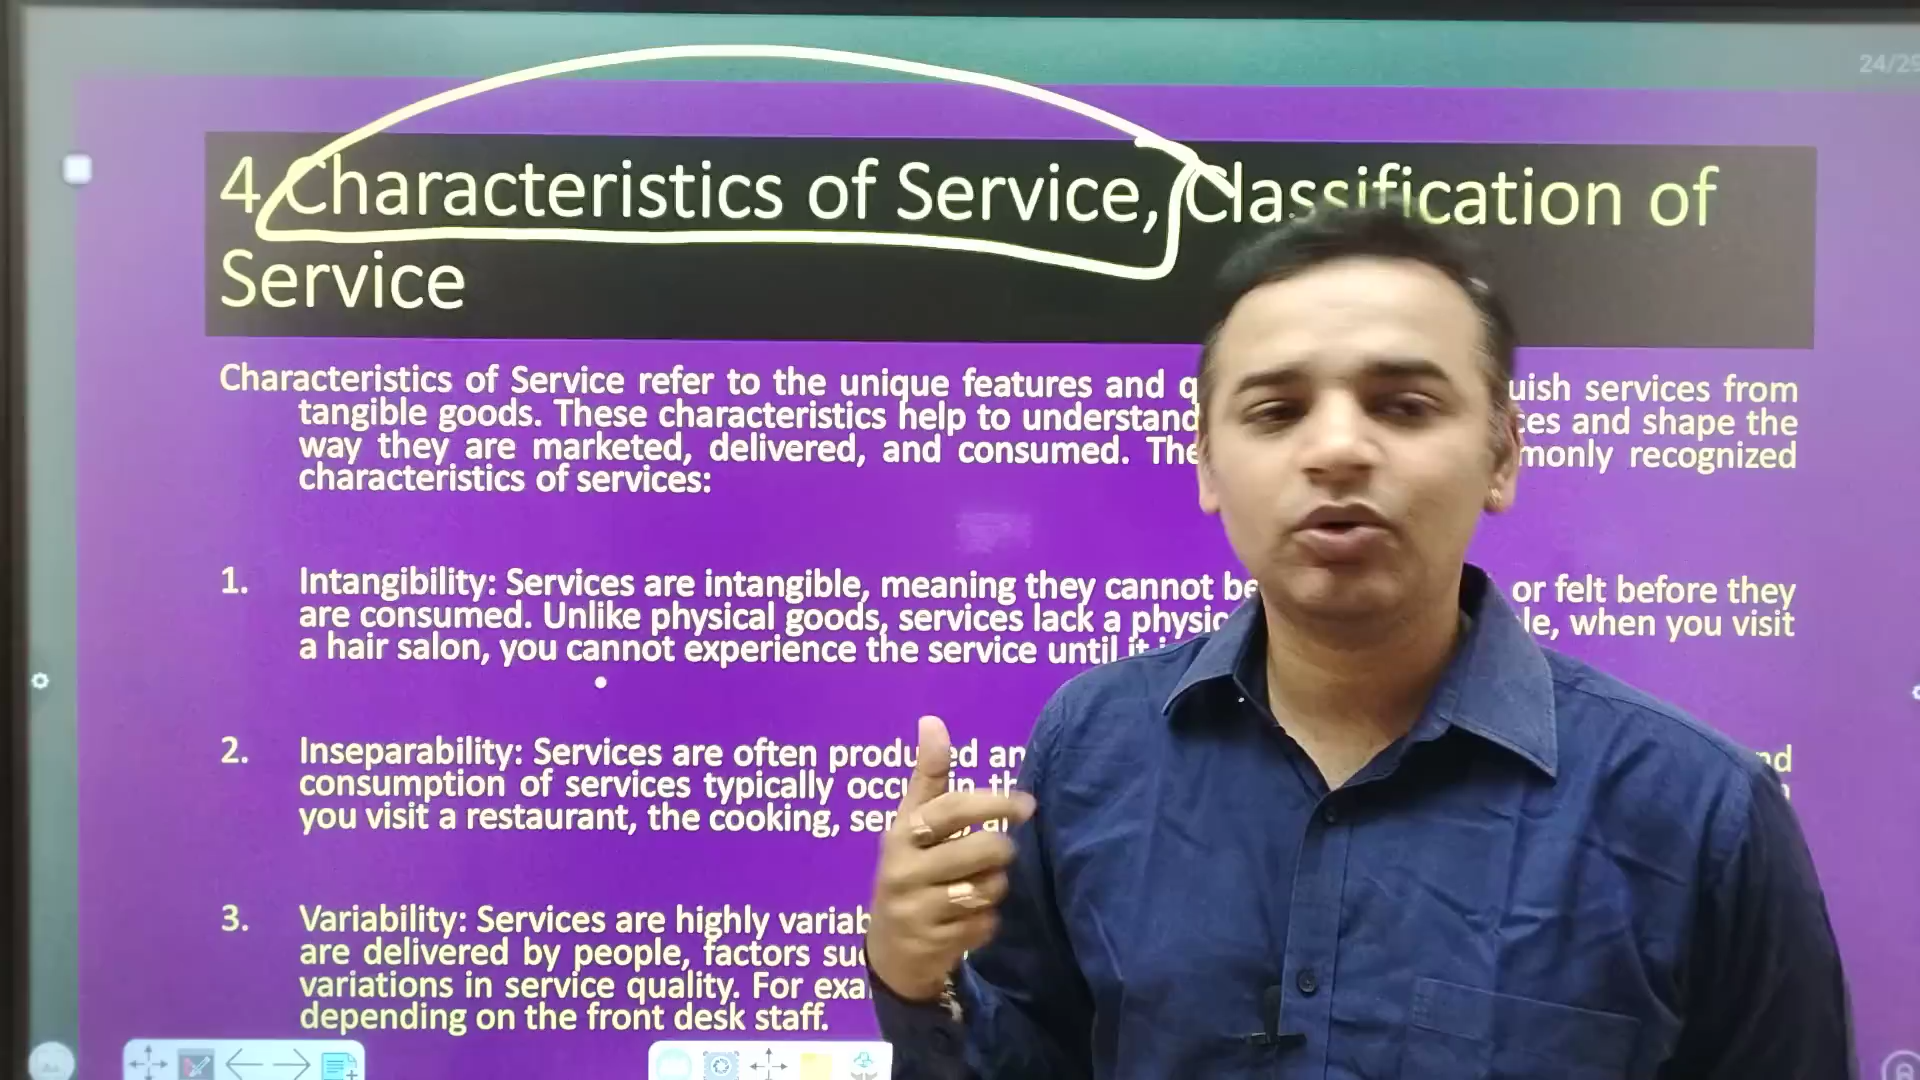 24/29
4 Characteristics of Service, Classification of
Service
Characteristics of Service refer to the unique features and uish services from
tangible goods. These characteristics help to understand ces and shape the
way they are marketed, delivered, and consumed. The monly recognized
characteristics of services:
1. Intangibility: Services are intangible, meaning they cannot be or felt before they
are consumed. Unlike physical goods, services lack a physic le, when you visit
a hair salon, you cannot experience the service until it
2. Inseparability: Services are often produced an nd
consumption of services typically occu in th
you visit a restaurant, the cooking, ser
3. Variability: Services are highly variab
are delivered by people, factors su
variations in service quality. For exa
depending on the front desk staff.